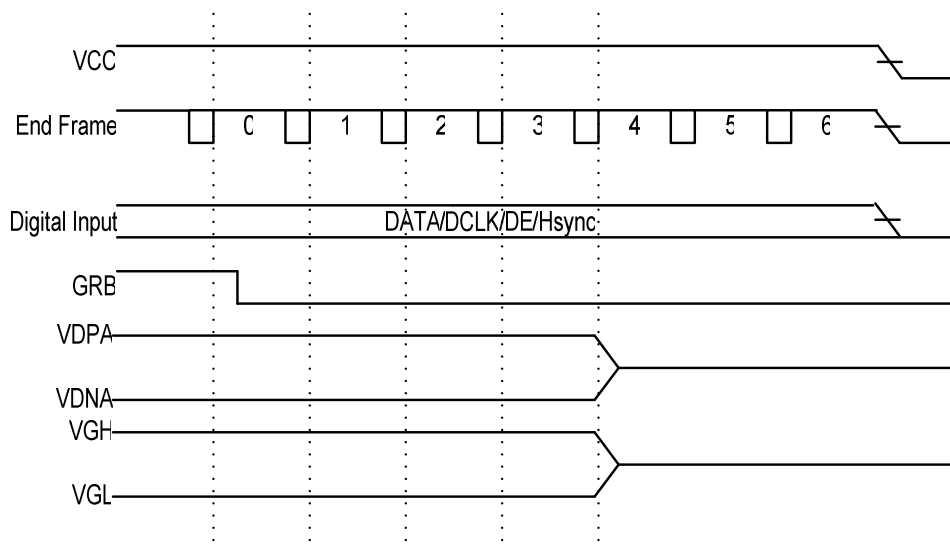 VCC
End Frame 0 1 2 3 4 5 6
Digital Input DATA/DCLK/DE/Hsync
GRB
VDPA
VDNA
VGH
VGL